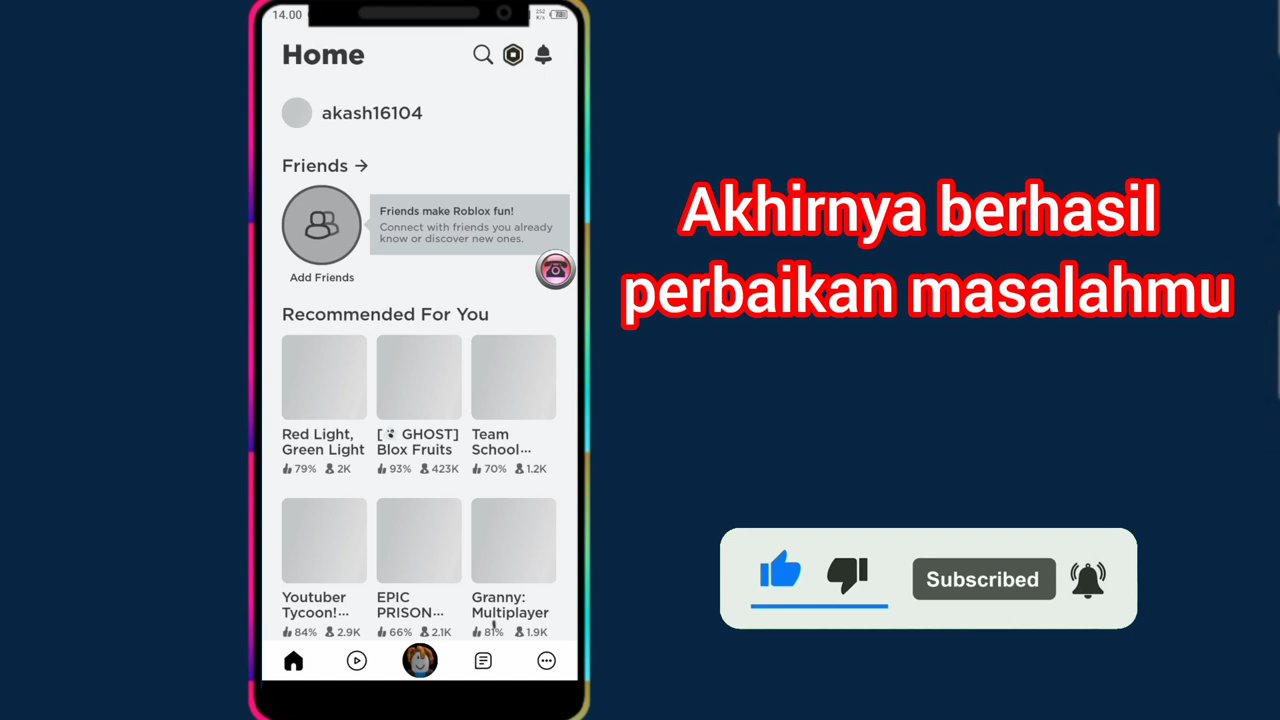 14.00
Home
akash16104
Friends →
Friends make Roblox fun!
Connect with friends you already
know or discover new ones.
Add Friends
Recommended For You
Red Light,
Green Light
79% 2K
[👻 GHOST]
Blox Fruits
93% 423K
Team
School...
70% 1.2K
Youtuber
Tycoon!...
84% 2.9K
EPIC
PRISON...
66% 2.1K
Granny:
Multiplayer
81% 1.9K
Akhirnya berhasil
perbaikan masalahmu
Subscribed